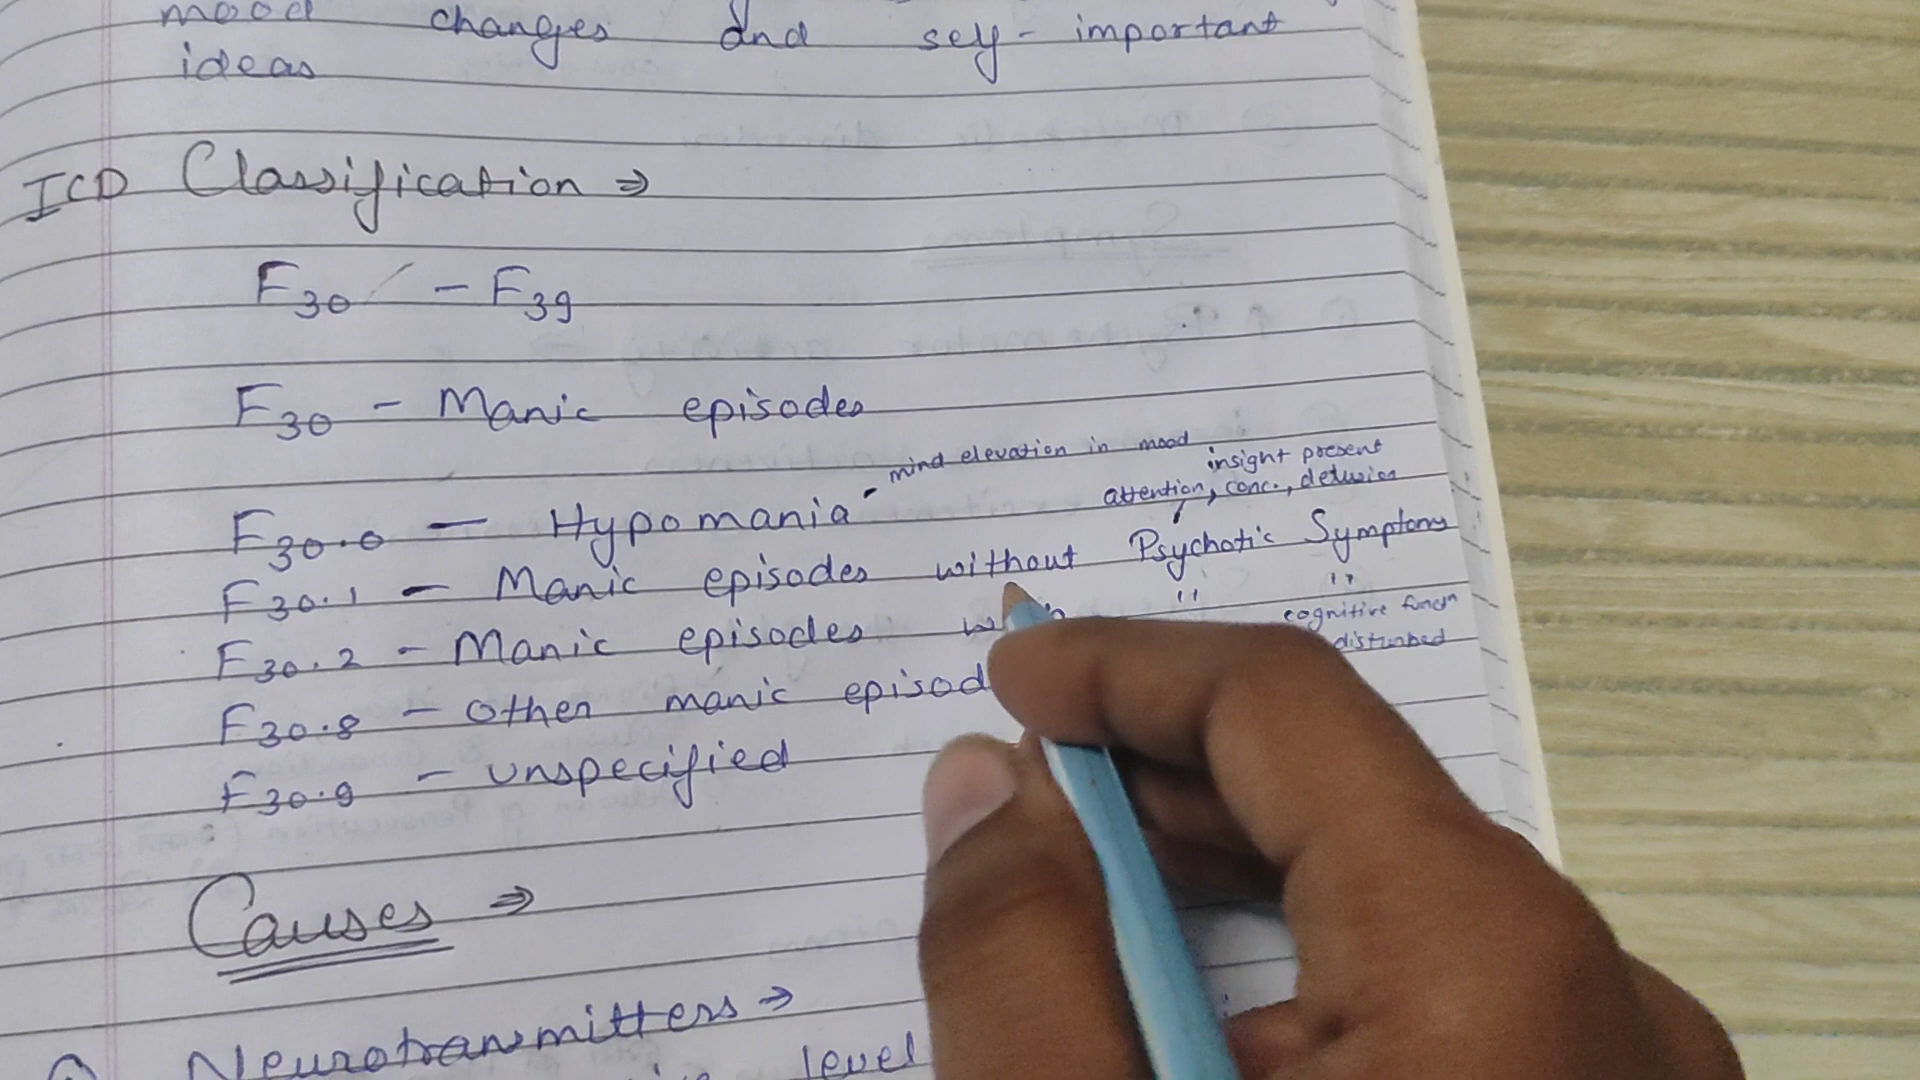 mood changes and self-important
ideas
ICD Classification ⇒
F30 - F39
F30 - Manic episodes
F30.0 - Hypomania - mind elevation in mood
insight present
attention, conc., delusion
F30.1 - Manic episodes without Psychotic Symptoms
F30.2 - Manic episodes " "
cognitive funcn
disturbed
F30.8 - Other manic
F30.9 - unspecified
Causes ⇒
Neurotransmitters →
level